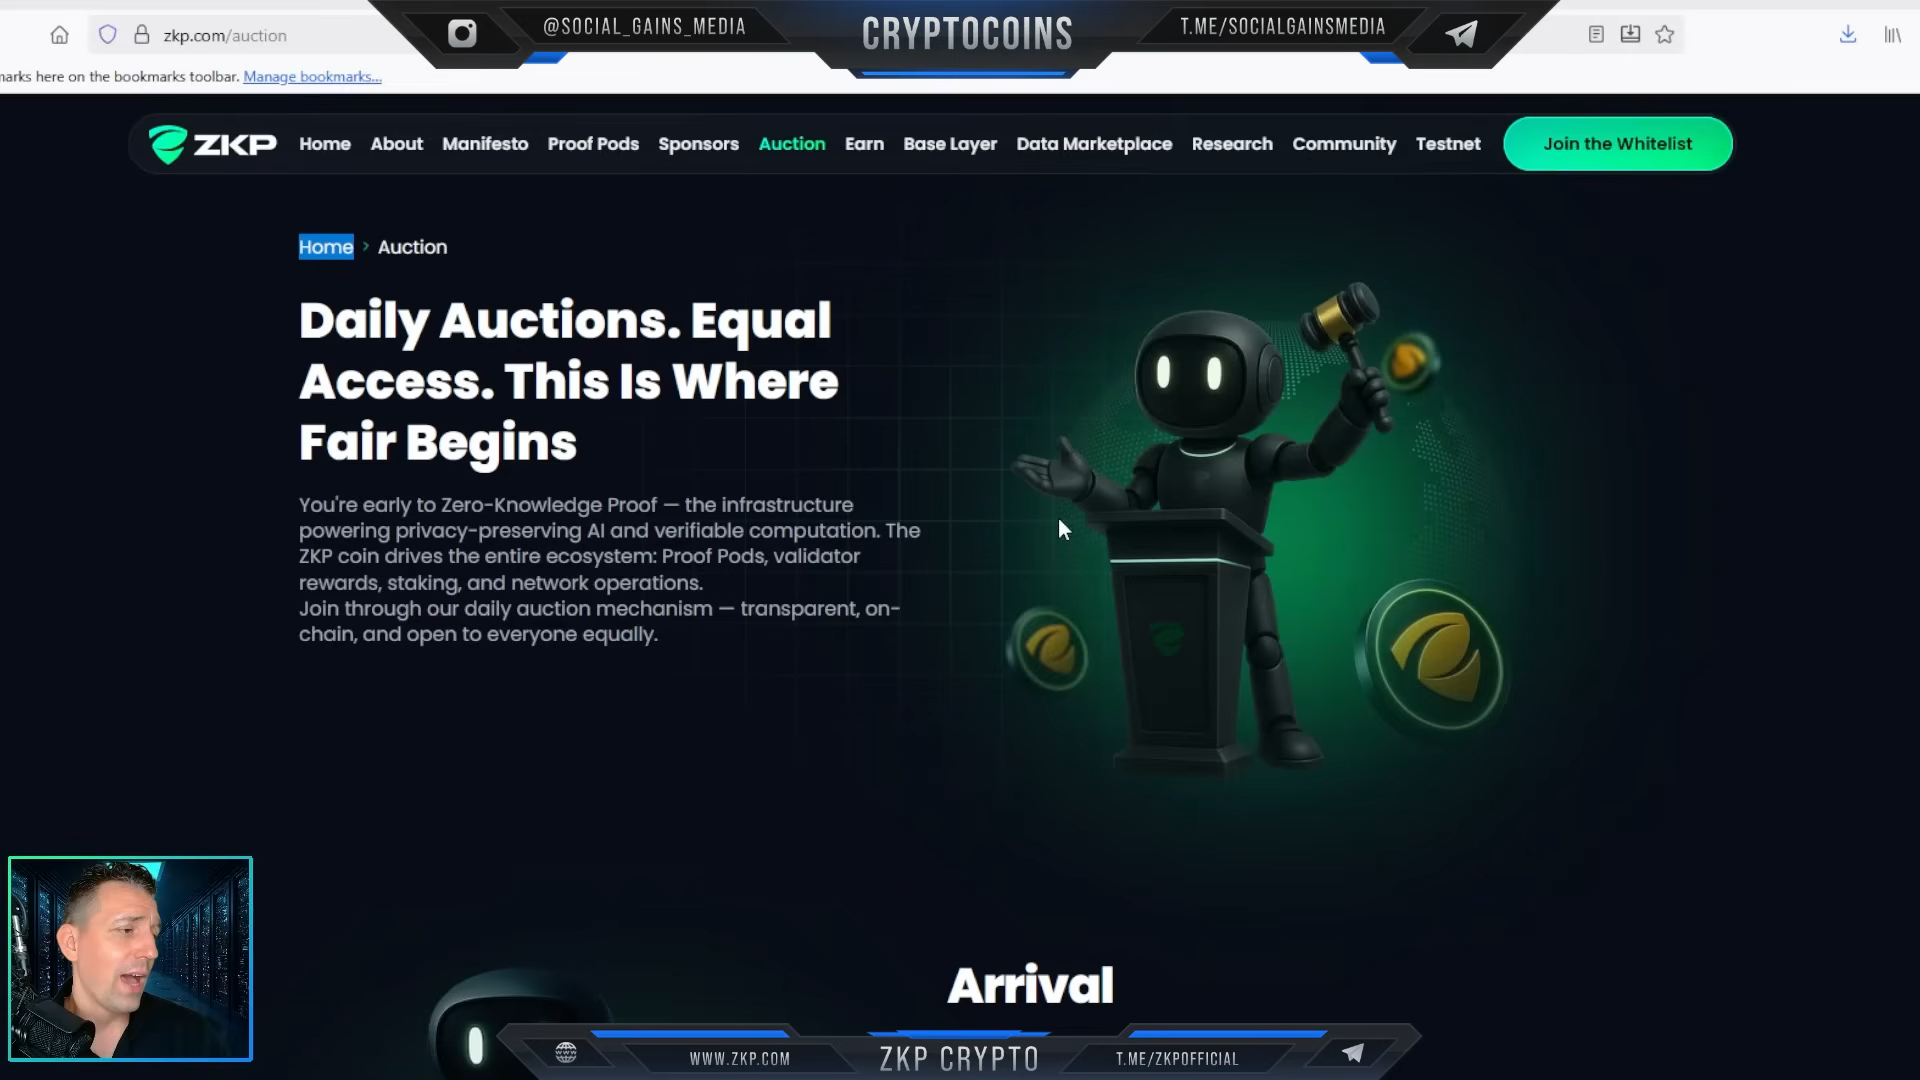 @SOCIAL_GAINS_MEDIA
CRYPTOCOINS
T.ME/SOCIALGAINSMEDIA
zkp.com/auction
marks here on the bookmarks toolbar. Manage bookmarks...
ZKP
Home
About
Manifesto
Proof Pods
Sponsors
Auction
Earn
Base Layer
Data Marketplace
Research
Community
Testnet
Join the Whitelist
Home > Auction
Daily Auctions. Equal
Access. This Is Where
Fair Begins
You're early to Zero-Knowledge Proof — the infrastructure
powering privacy-preserving AI and verifiable computation. The
ZKP coin drives the entire ecosystem: Proof Pods, validator
rewards, staking, and network operations.
Join through our daily auction mechanism — transparent, on-
chain, and open to everyone equally.
Arrival
WWW.ZKP.COM
ZKP CRYPTO
T.ME/ZKPOFFICIAL